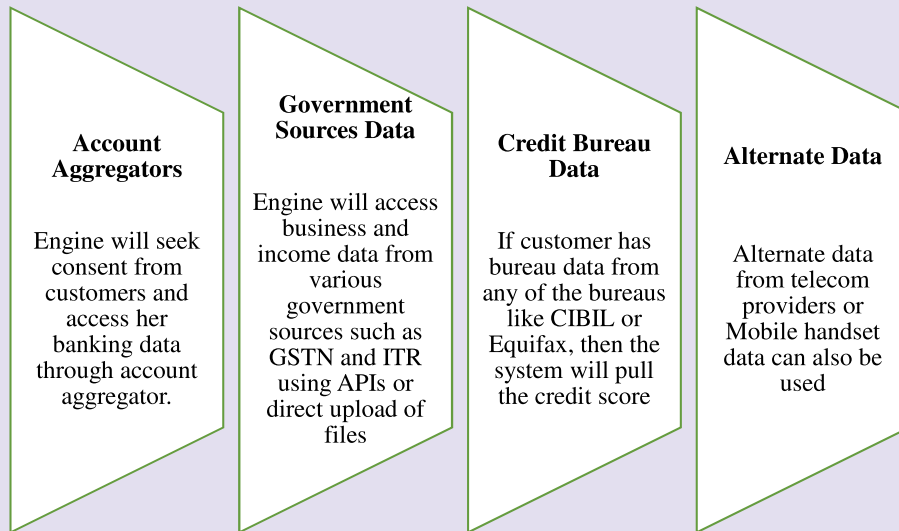 Account
Aggregators
Engine will seek
consent from
customers and
access her
banking data
through account
aggregator.
Government
Sources Data
Engine will access
business and
income data from
various
government
sources such as
GSTN and ITR
using APIs or
direct upload of
files
Credit Bureau
Data
If customer has
bureau data from
any of the bureaus
like CIBIL or
Equifax, then the
system will pull
the credit score
Alternate Data
Alternate data
from telecom
providers or
Mobile handset
data can also be
used